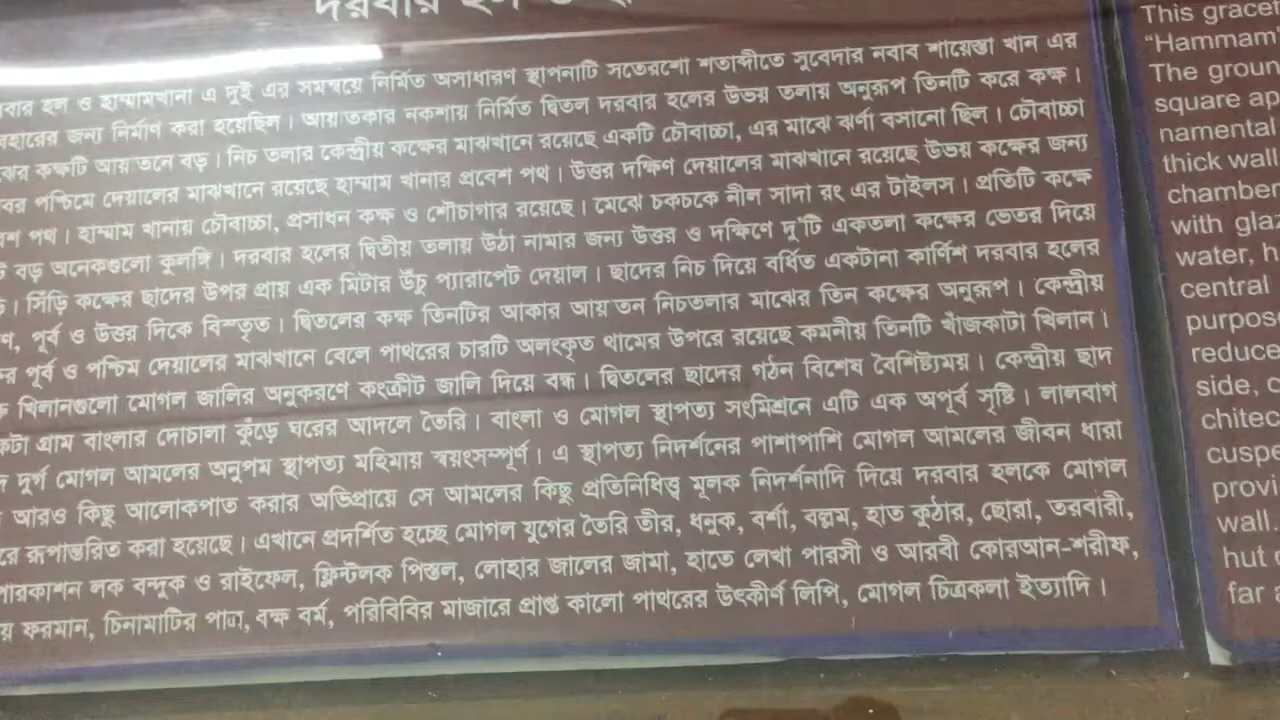 দরবার হল
বার হল ও হাম্মামখানা এ দুই এর সমন্বয়ে নির্মিত অসাধারণ স্থাপনাটি সতেরশো শতাব্দীতে সুবেদার নবাব শায়েস্তা খান এর
বহারের জন্য নির্মাণ করা হয়েছিল। আয়তকার নকশায় নির্মিত দ্বিতল দরবার হলের উভয় তলায় অনুরূপ তিনটি করে কক্ষ।
ঝের কক্ষটি আয়তনে বড়। নিচ তলার কেন্দ্রীয় কক্ষের মাঝখানে রয়েছে একটি চৌবাচ্চা, এর মাঝে ঝর্ণা বসানো ছিল। চৌবাচ্চা
পশ্চিমে দেয়ালের মাঝখানে রয়েছে হাম্মাম খানার প্রবেশ পথ। উত্তর দক্ষিণ দেয়ালের মাঝখানে রয়েছে উভয় কক্ষের জন্য
বেশ পথ। হাম্মাম খানায় চৌবাচ্চা, প্রসাধন কক্ষ ও শৌচাগার রয়েছে। মেঝে চকচকে নীল সাদা রং এর টাইলস। প্রতিটি কক্ষে
বড় অনেকগুলো কুলঙ্গি। দরবার হলের দ্বিতীয় তলায় উঠা নামার জন্য উত্তর ও দক্ষিণে দু'টি একতলা কক্ষের ভেতর দিয়ে
। সিঁড়ি কক্ষের ছাদের উপর প্রায় এক মিটার উঁচু প্যারাপেট দেয়াল। ছাদের নিচ দিয়ে বর্ধিত একটানা কার্ণিশ দরবার হলের
ণ, পূর্ব ও উত্তর দিকে বিস্তৃত। দ্বিতলের কক্ষ তিনটির আকার আয়তন নিচতলার মাঝের তিন কক্ষের অনুরূপ। কেন্দ্রীয়
র পূর্ব ও পশ্চিম দেয়ালের মাঝখানে বেলে পাথরের চারটি অলংকৃত থামের উপরে রয়েছে কমনীয় তিনটি খাঁজকাটা খিলান।
খিলানগুলো মোগল জালির অনুকরণে কংক্রীট জালি দিয়ে বন্ধ। দ্বিতলের ছাদের গঠন বিশেষ বৈশিষ্ট্যময়। কেন্দ্রীয় ছাদ
কটা গ্রাম বাংলার দোচালা কুঁড়ে ঘরের আদলে তৈরি। বাংলা ও মোগল স্থাপত্য সংমিশ্রনে এটি এক অপূর্ব সৃষ্টি। লালবাগ
দুর্গ মোগল আমলের অনুপম স্থাপত্য মহিমায় স্বয়ংসম্পূর্ণ। এ স্থাপত্য নিদর্শনের পাশাপাশি মোগল আমলের জীবন ধারা
আরও কিছু আলোকপাত করার অভিপ্রায়ে সে আমলের কিছু প্রতিনিধিত্ব মূলক নিদর্শনাদি দিয়ে দরবার হলকে মোগল
রে রূপান্তরিত করা হয়েছে। এখানে প্রদর্শিত হচ্ছে মোগল যুগের তৈরি তীর, ধনুক, বর্শা, বল্লম, হাত কুঠার, ছোরা, তরবারী,
পারকাশন লক বন্দুক ও রাইফেল, ফ্লিন্টলক পিস্তল, লোহার জালের জামা, হাতে লেখা পারসী ও আরবী কোরআন-শরীফ,
য় ফরমান, চিনামাটির পাত্র, বক্ষ বর্ম, পরিবিবির মাজারে প্রাপ্ত কালো পাথরের উৎকীর্ণ লিপি, মোগল চিত্রকলা ইত্যাদি।
This gracef
"Hammam"
The groun
square ap
namental
thick wall
chamber
with glaz
water, h
central
purpose
reduce
side, c
chitec
cuspe
provi
wall.
hut
far a